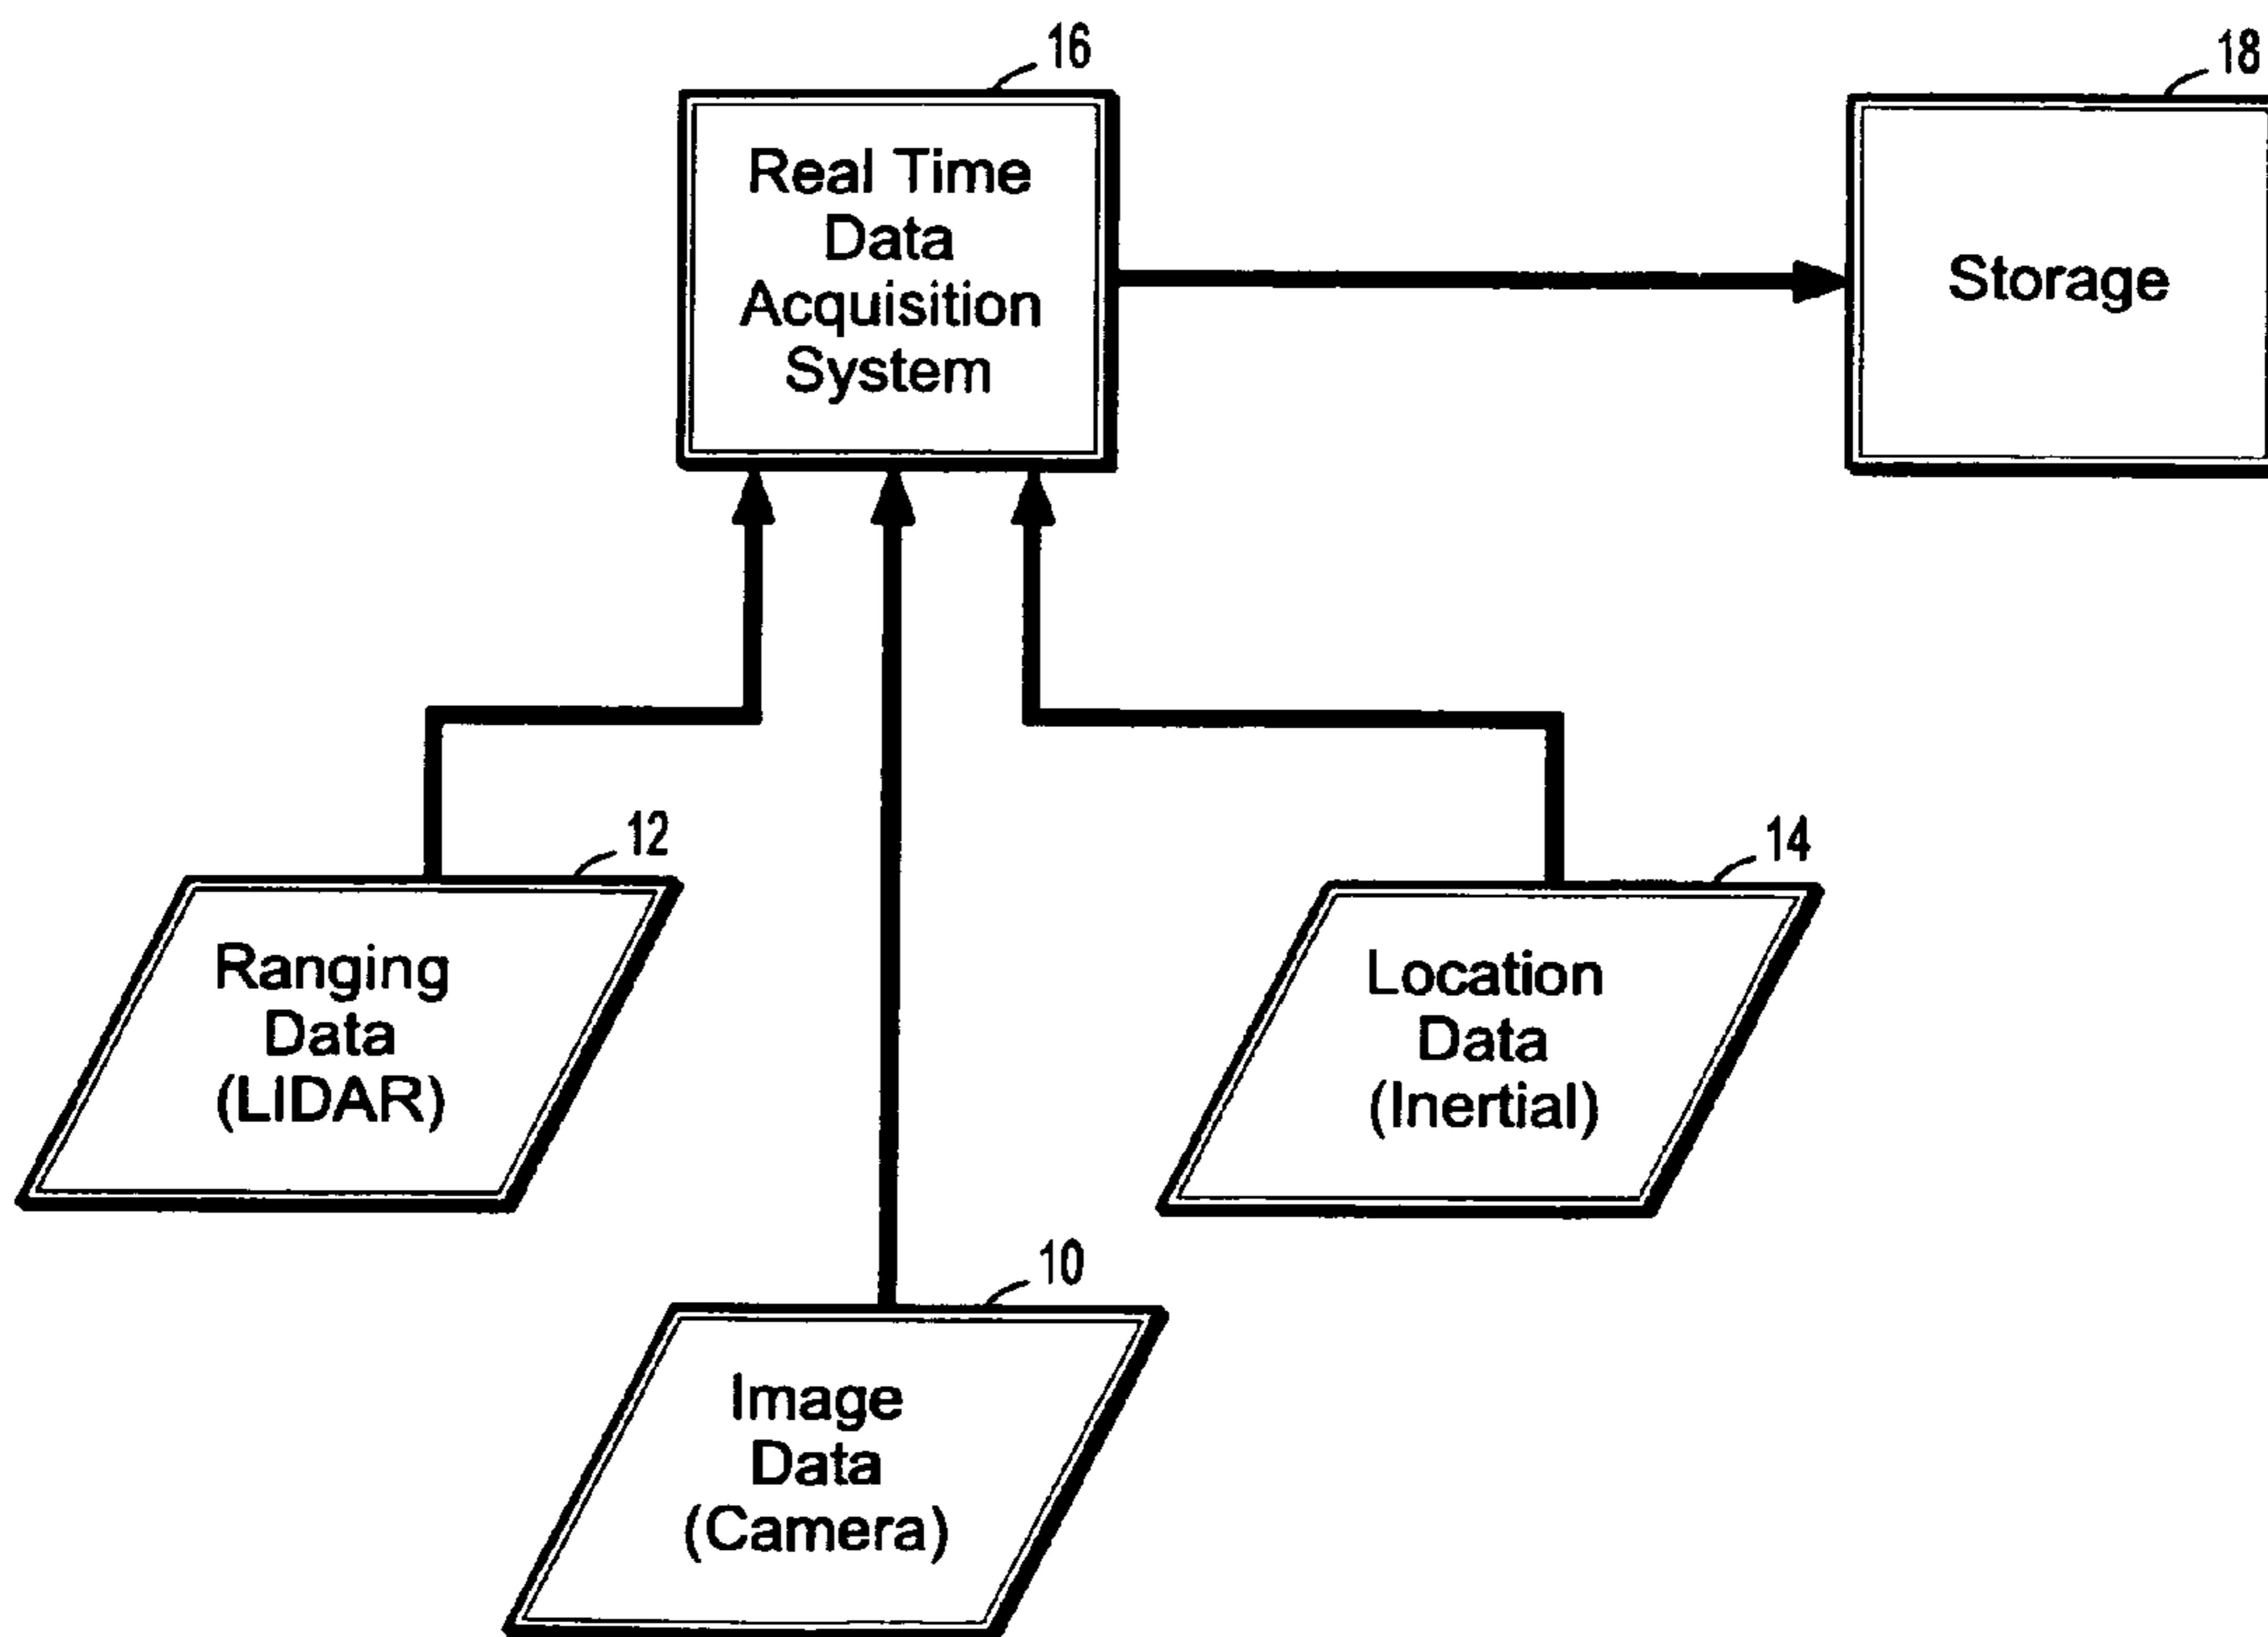 16
Real Time
Data
Acquisition
System
18
Storage
12
Ranging
Data
(LIDAR)
14
Location
Data
(Inertial)
10
Image
Data
(Camera)